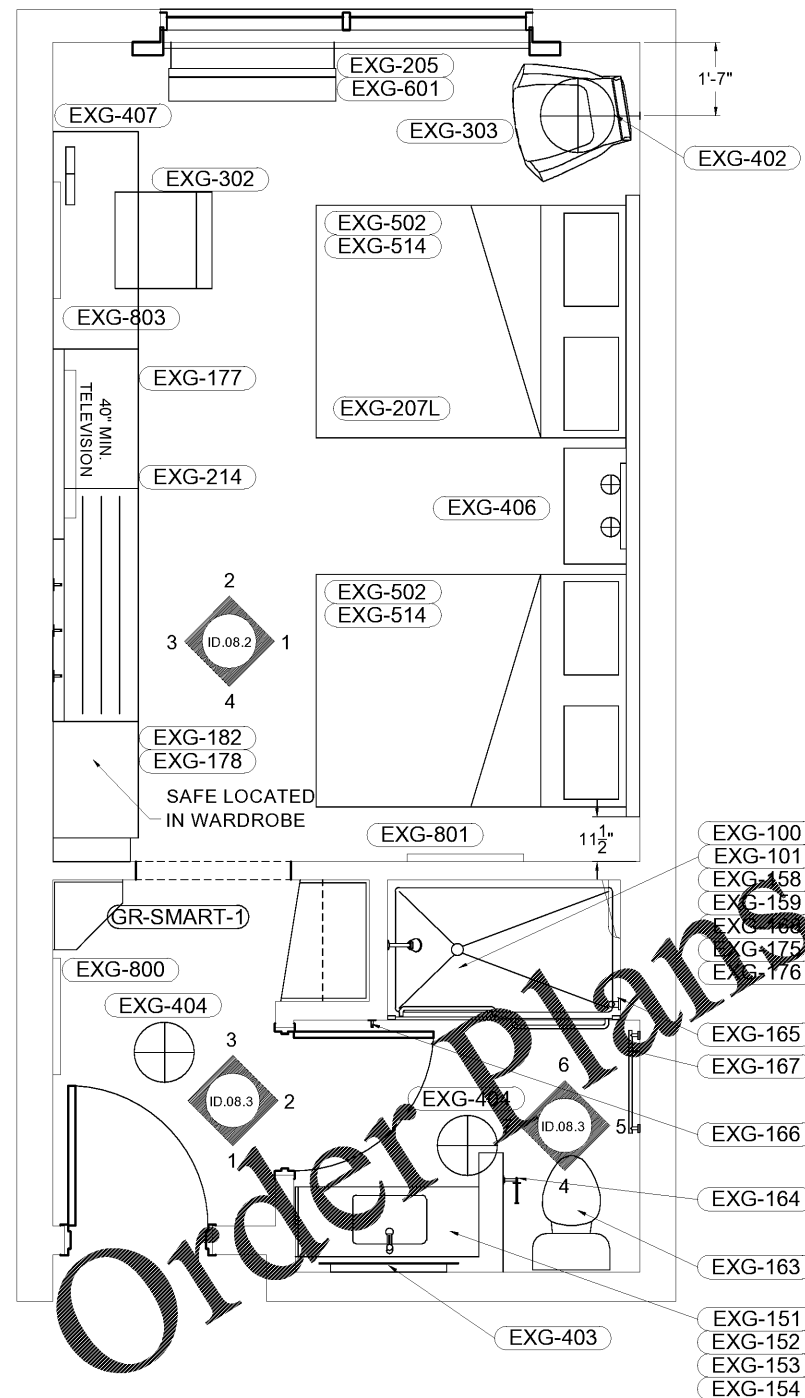 EXG-205
EXG-601
1'-7"
EXG-407
EXG-303
EXG-402
EXG-302
EXG-502
EXG-514
EXG-803
EXG-177
EXG-207L
40" MIN.
TELEVISION
EXG-214
EXG-406
2
EXG-502
EXG-514
3
ID.08.2
1
4
EXG-182
EXG-178
SAFE LOCATED
IN WARDROBE
EXG-801
11 1/2"
EXG-100
EXG-101
EXG-158
EXG-159
EXG-168
EXG-175
EXG-176
GR-SMART-1
EXG-800
EXG-404
EXG-165
EXG-167
3
6
ID.08.3
2
EXG-404
ID.08.3
5
EXG-166
1
4
EXG-164
EXG-163
EXG-151
EXG-152
EXG-153
EXG-154
EXG-403
Order Plans